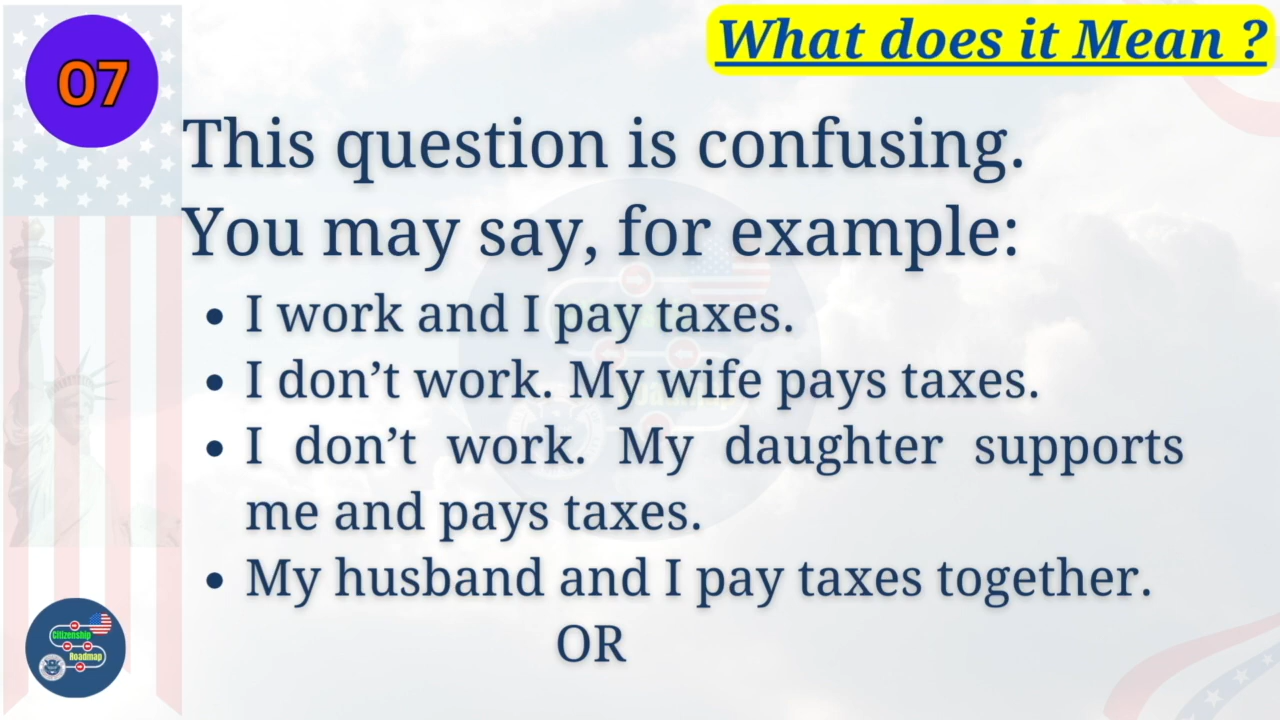 07
What does it Mean ?
This question is confusing.
You may say, for example:
• I work and I pay taxes.
• I don’t work. My wife pays taxes.
• I don’t work. My daughter supports
me and pays taxes.
• My husband and I pay taxes together.
OR
Citizenship
Roadmap